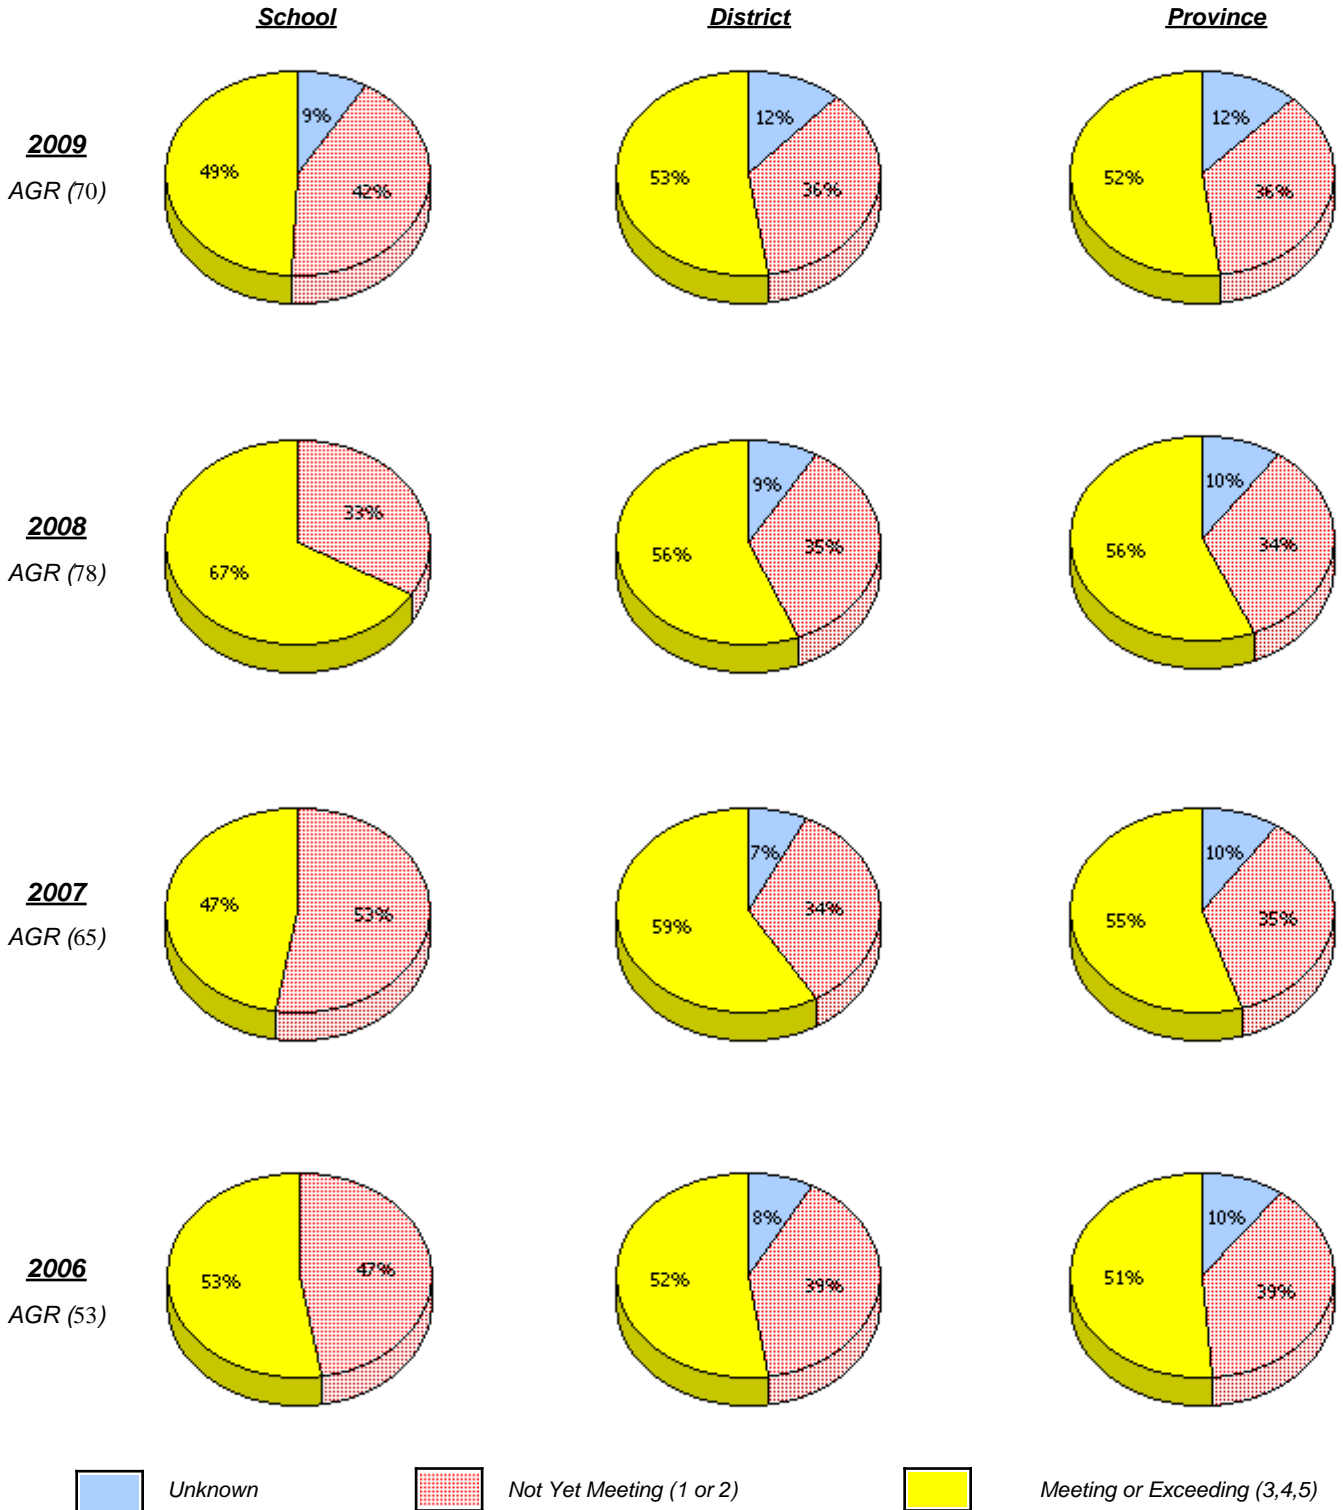 School District Province
9% 12% 12%
2009
49% 53% 52%
AGR (70) 42% 36% 36%
9% 10%
33%
2008
56% 35% 56% 34%
AGR (78) 67%
7% 10%
2007
47% 53% 59% 34% 55% 35%
AGR (65)
8% 10%
2006
53% 47% 52% 39% 51% 39%
AGR (53)
Unknown Not Yet Meeting (1 or 2) Meeting or Exceeding (3,4,5)